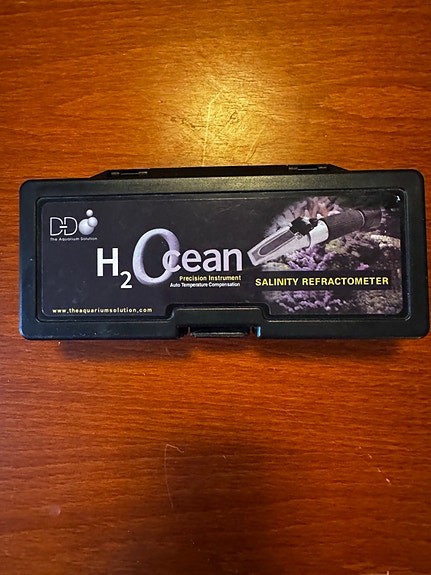 D-D
The Aquarium Solution
H2Ocean
Precision Instrument
Auto Temperature Compensation
SALINITY REFRACTOMETER
www.theaquariumsolution.com